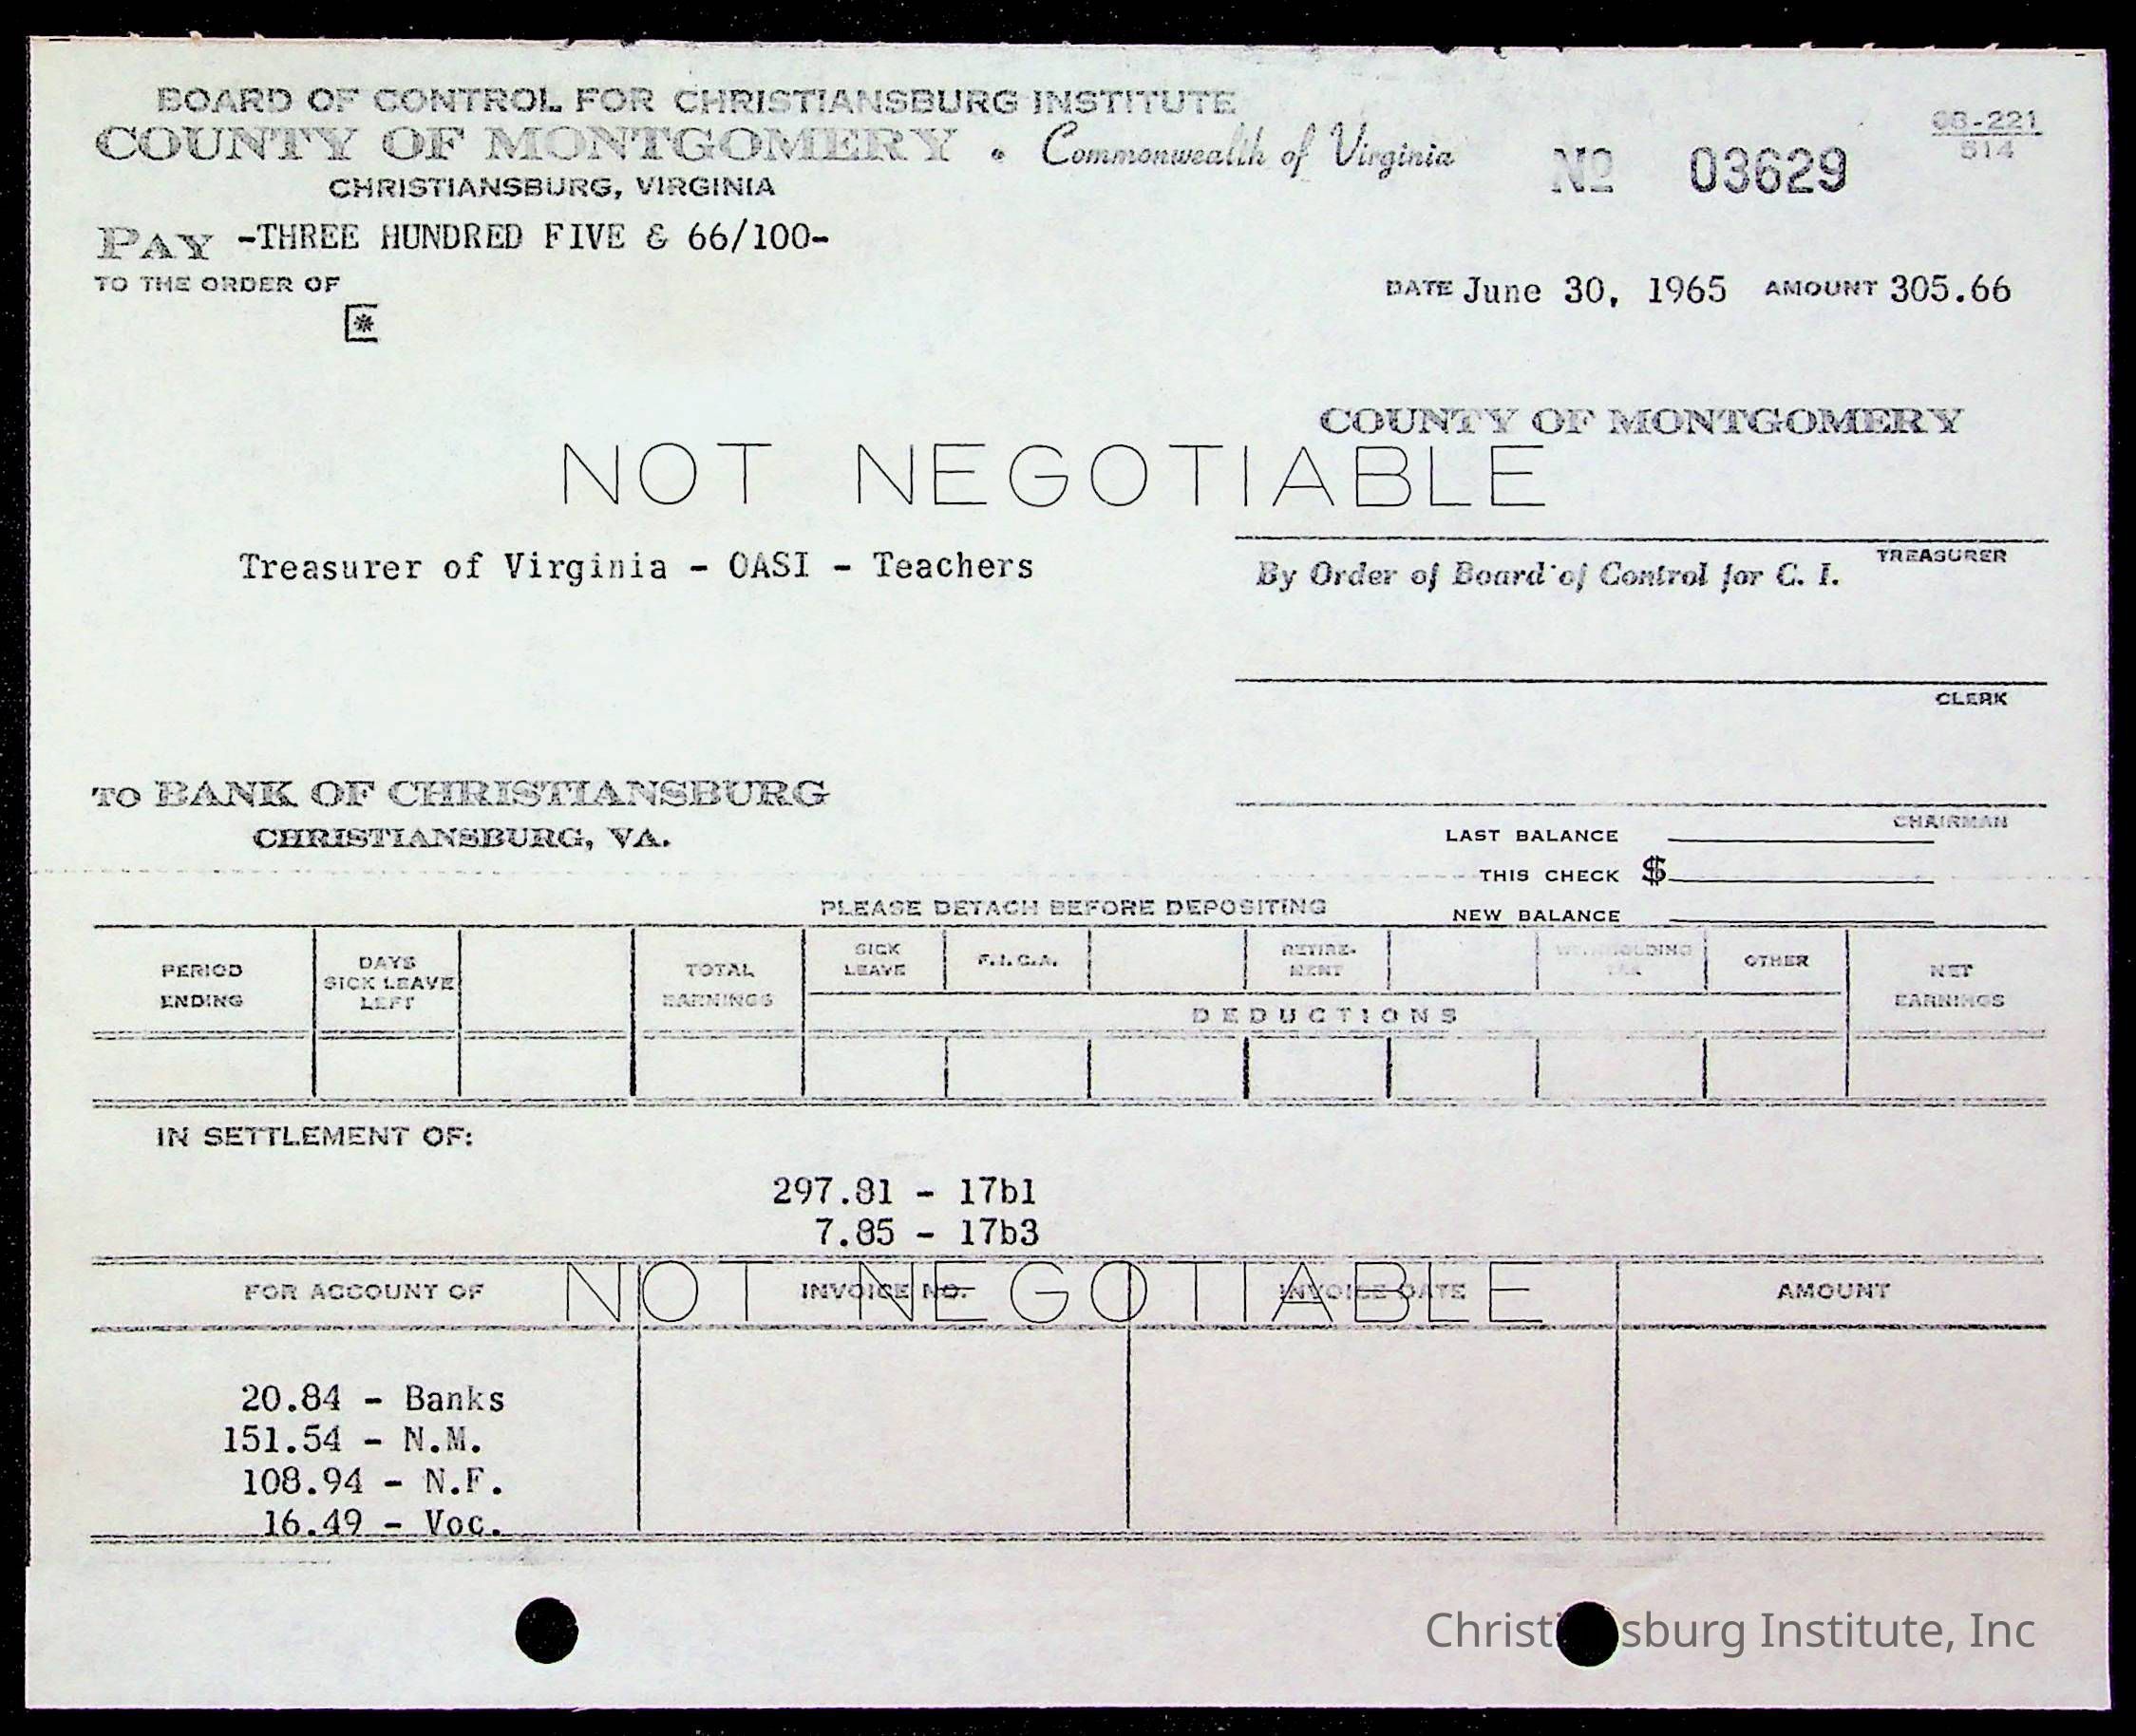 BOARD OF CONTROL FOR CHRISTIANSBURG INSTITUTE
COUNTY OF MONTGOMERY • Commonwealth of Virginia
CHRISTIANSBURG, VIRGINIA
No 03629
68-221
514
PAY -THREE HUNDRED FIVE & 66/100-
TO THE ORDER OF
DATE June 30, 1965 AMOUNT 305.66
*
COUNTY OF MONTGOMERY
NOT NEGOTIABLE
TREASURER
Treasurer of Virginia - OASI - Teachers
By Order of Board of Control for C. I.
CLERK
TO BANK OF CHRISTIANSBURG
CHRISTIANSBURG, VA.
CHAIRMAN
LAST BALANCE
THIS CHECK $
NEW BALANCE
PLEASE DETACH BEFORE DEPOSITING
PERIOD ENDING
DAYS SICK LEAVE LEFT
TOTAL EARNINGS
SICK LEAVE
F.I.C.A.
RETIRE-MENT
WITHHOLDING TAX
OTHER
NET EARNINGS
DEDUCTIONS
IN SETTLEMENT OF:
297.81 - 17b1
7.85 - 17b3
NOT NEGOTIABLE
FOR ACCOUNT OF INVOICE NO. INVOICE DATE AMOUNT
20.84 - Banks
151.54 - N.M.
108.94 - N.F.
16.49 - Voc.
Christiansburg Institute, Inc